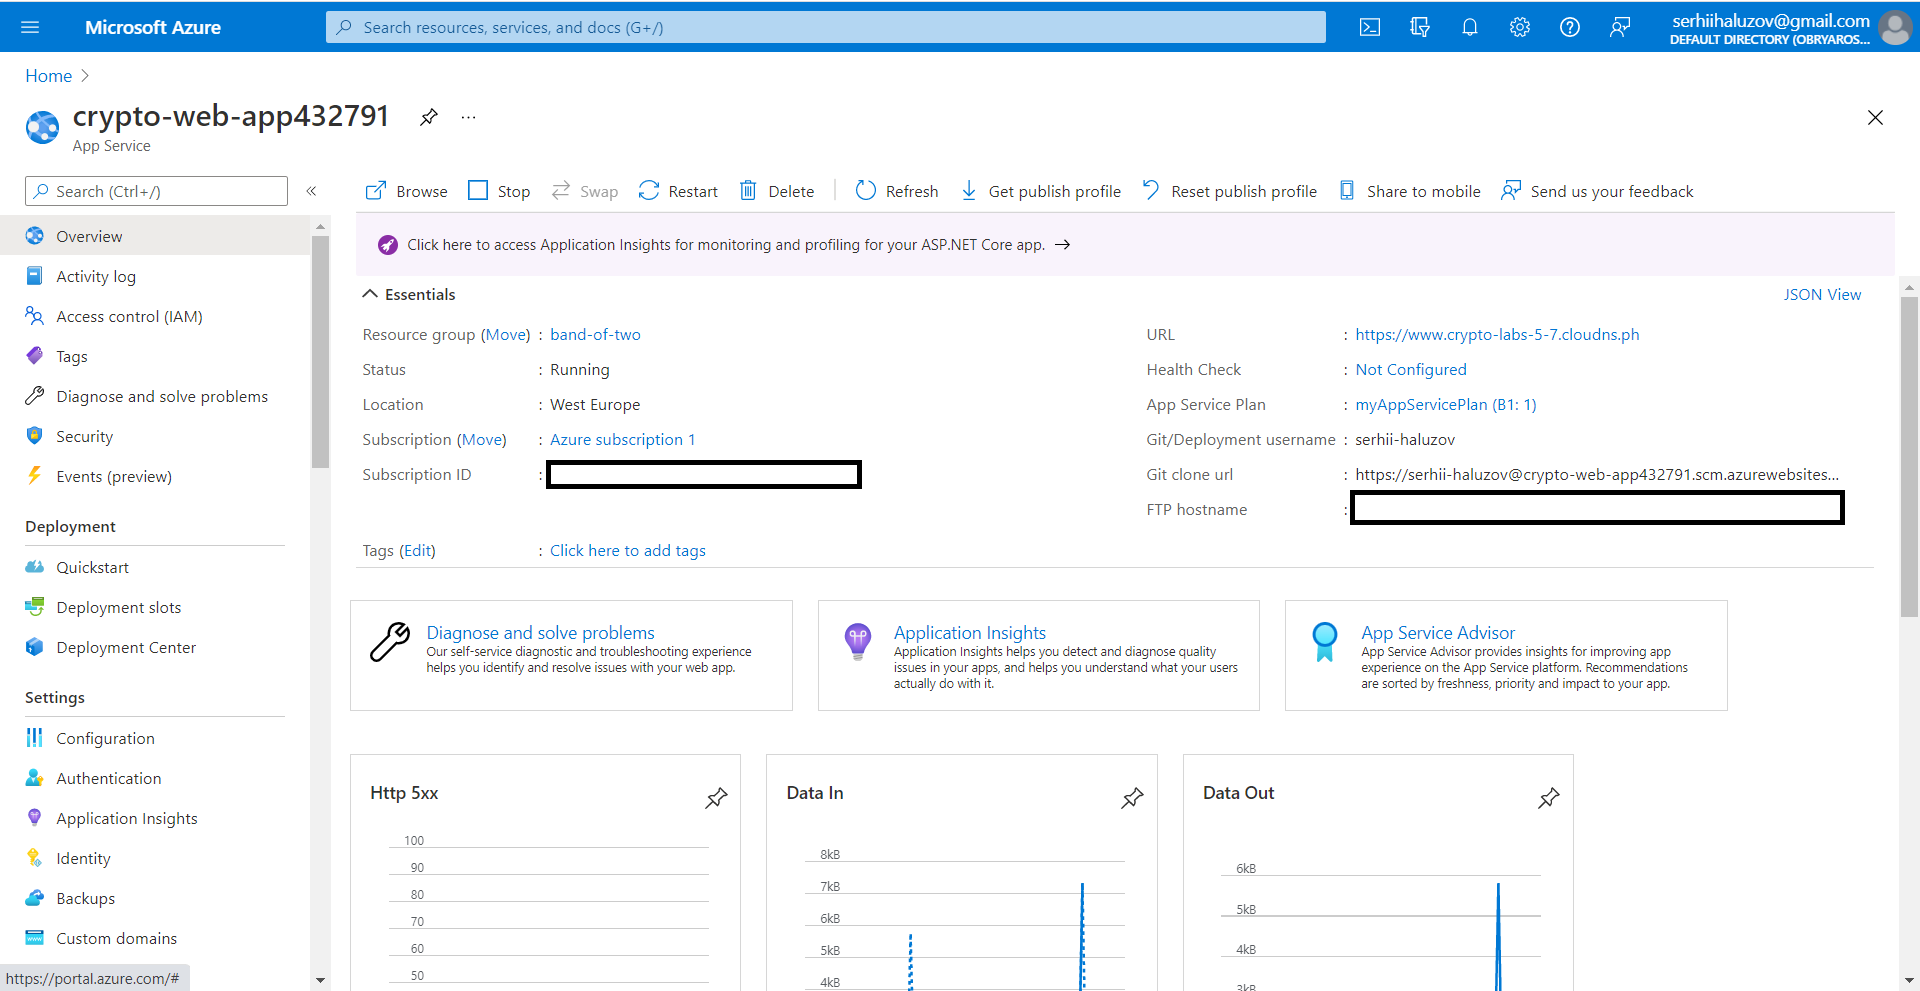 Microsoft Azure
Search resources, services, and docs (G+/)
serhiihaluzov@gmail.com
DEFAULT DIRECTORY (OBRYAROS...
Home
crypto-web-app432791
...
App Service
Search (Ctrl+/)
«
Browse
Stop
Swap
Restart
Delete
Refresh
Get publish profile
Reset publish profile
Share to mobile
Send us your feedback
Overview
Activity log
Access control (IAM)
Tags
Diagnose and solve problems
Security
Events (preview)
Deployment
Quickstart
Deployment slots
Deployment Center
Settings
Configuration
Authentication
Application Insights
Identity
Backups
Custom domains
https://portal.azure.com/#
Click here to access Application Insights for monitoring and profiling for your ASP.NET Core app. →
Essentials
JSON View
Resource group (Move) : band-of-two
Status : Running
Location : West Europe
Subscription (Move) : Azure subscription 1
Subscription ID :
Tags (Edit) : Click here to add tags
URL : https://www.crypto-labs-5-7.cloudns.ph
Health Check : Not Configured
App Service Plan : myAppServicePlan (B1: 1)
Git/Deployment username : serhii-haluzov
Git clone url : https://serhii-haluzov@crypto-web-app432791.scm.azurewebsites...
FTP hostname :
Diagnose and solve problems
Our self-service diagnostic and troubleshooting experience
helps you identify and resolve issues with your web app.
Application Insights
Application Insights helps you detect and diagnose quality
issues in your apps, and helps you understand what your users
actually do with it.
App Service Advisor
App Service Advisor provides insights for improving app
experience on the App Service platform. Recommendations
are sorted by freshness, priority and impact to your app.
Http 5xx
100
90
80
70
60
50
Data In
8kB
7kB
6kB
5kB
4kB
Data Out
6kB
5kB
4kB
3kB